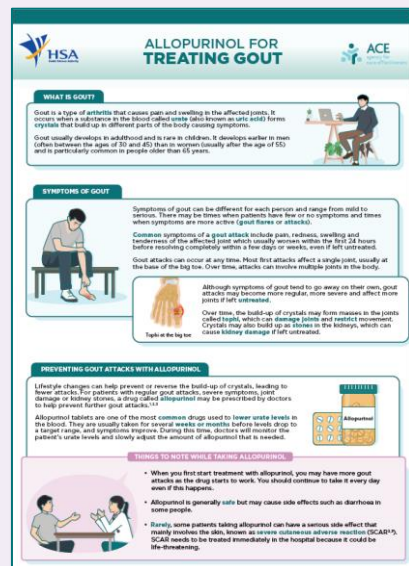 HSA
ALLOPURINOL FOR
TREATING GOUT
ACE
WHAT IS GOUT?
Gout is a type of arthritis that causes pain and swelling in the affected joints. It
occurs when a substance in the blood called urate (also known as uric acid) forms
crystals that build up in different parts of the body causing symptoms.
Gout usually develops in adulthood and is rare in children. It develops earlier in men
(often between the ages of 30 and 45) than in women (usually after the age of 55)
and is particularly common in people older than 65 years.
SYMPTOMS OF GOUT
Symptoms of gout can be different for each person and range from mild to
serious. There may be times when patients have few or no symptoms and times
when symptoms are more active (gout flares or attacks).
Common symptoms of a gout attack include pain, redness, swelling and
tenderness of the affected joint which usually worsen within the first 24 hours
before resolving completely within a few days or weeks, even if left untreated.
Gout attacks can occur at any time. Most first attacks affect a single joint, usually at
the base of the big toe. Over time, attacks can involve multiple joints in the body.
Tophi at the big toe
Although symptoms of gout tend to go away on their own, gout
attacks may become more regular, more severe and affect more
joints if left untreated.
Over time, the build-up of crystals may form masses in the joints
called tophi, which can damage joints and restrict movement.
Crystals may also build up as stones in the kidneys, which can
cause kidney damage if left untreated.
PREVENTING GOUT ATTACKS WITH ALLOPURINOL
Lifestyle changes can help prevent or reverse the build-up of crystals, leading to
fewer attacks. For patients with regular gout attacks, severe symptoms, joint
damage or kidney stones, a drug called allopurinol may be prescribed by doctors
to help prevent further gout attacks.
Allopurinol tablets are one of the most common drugs used to lower urate levels in
the blood. They are usually taken for several weeks or months before levels drop to
a target range, and symptoms improve. During this time, doctors will monitor the
patient's urate levels and slowly adjust the amount of allopurinol that is needed.
Allopurinol
THINGS TO NOTE WHILE TAKING ALLOPURINOL
• When you first start treatment with allopurinol, you may have more gout
attacks as the drug starts to work. You should continue to take it every day
even if this happens.
• Allopurinol is generally safe but may cause side effects such as diarrhoea in
some people.
• Rarely, some patients taking allopurinol can have a serious side effect that
mainly involves the skin, known as severe cutaneous adverse reaction (SCAR).
SCAR needs to be treated immediately in the hospital because it could be
life-threatening.